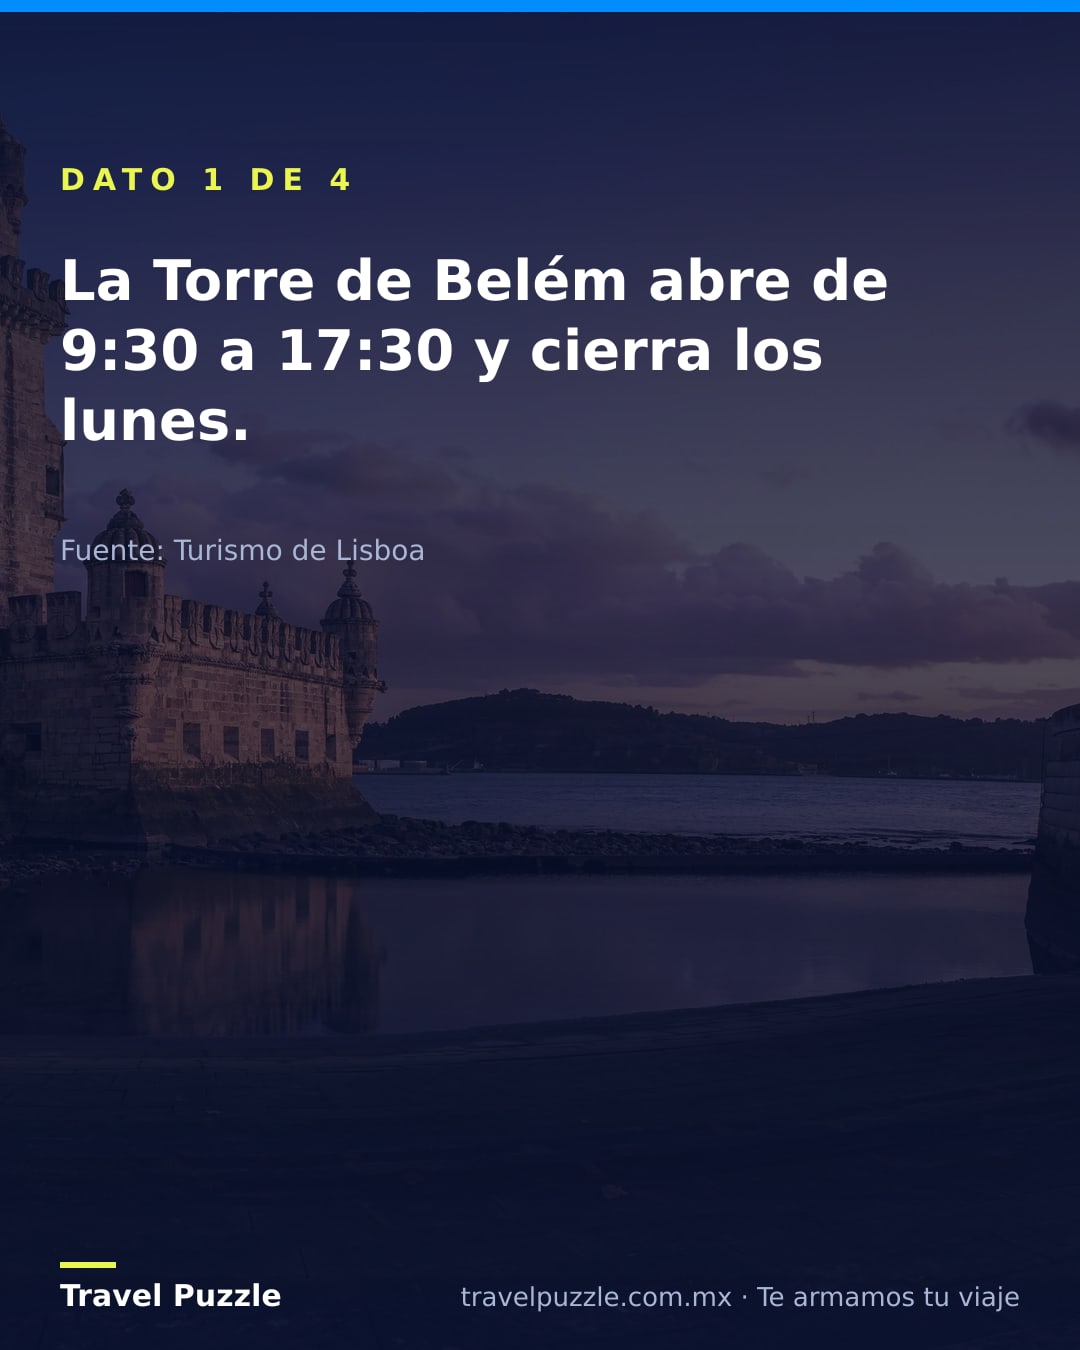 DATO 1 DE 4
La Torre de Belém abre de
9:30 a 17:30 y cierra los
lunes.
Fuente: Turismo de Lisboa
Travel Puzzle
travelpuzzle.com.mx · Te armamos tu viaje